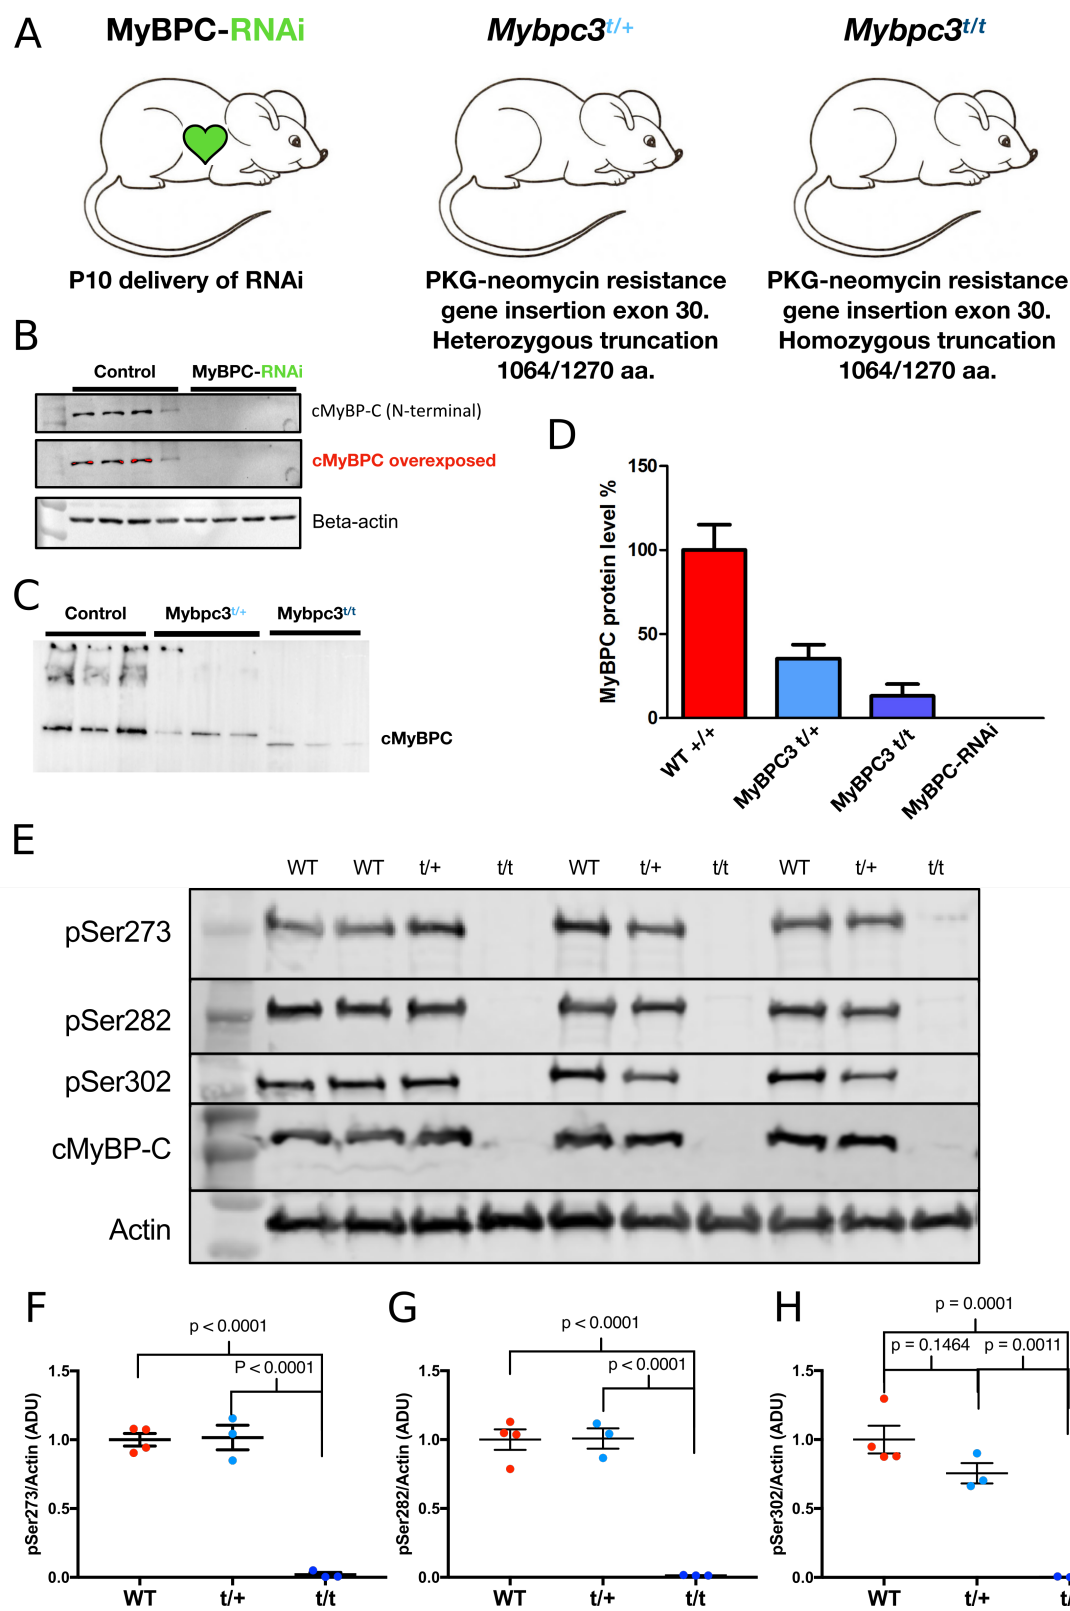 A
MyBPC-RNAi
Mybpc3t/+
Mybpc3t/t
P10 delivery of RNAi
PKG-neomycin resistance
gene insertion exon 30.
Heterozygous truncation
1064/1270 aa.
PKG-neomycin resistance
gene insertion exon 30.
Homozygous truncation
1064/1270 aa.
B
Control
MyBPC-RNAi
cMyBP-C (N-terminal)
cMyBPC overexposed
Beta-actin
C
Control
Mybpc3t/+
Mybpc3t/t
cMyBPC
D
MyBPC protein level %
150
100
50
0
WT +/+
MyBPC3 t/+
MyBPC3 t/t
MyBPC-RNAi
E
WT WT t/+ t/t WT t/+ t/t WT t/+ t/t
pSer273
pSer282
pSer302
cMyBP-C
Actin
F
p < 0.0001
P < 0.0001
pSer273/Actin (ADU)
1.5
1.0
0.5
0.0
WT t/+ t/t
G
p < 0.0001
p < 0.0001
pSer282/Actin (ADU)
1.5
1.0
0.5
0.0
WT t/+ t/t
H
p = 0.0001
p = 0.1464 p = 0.0011
pSer302/Actin (ADU)
1.5
1.0
0.5
0.0
WT t/+ t/